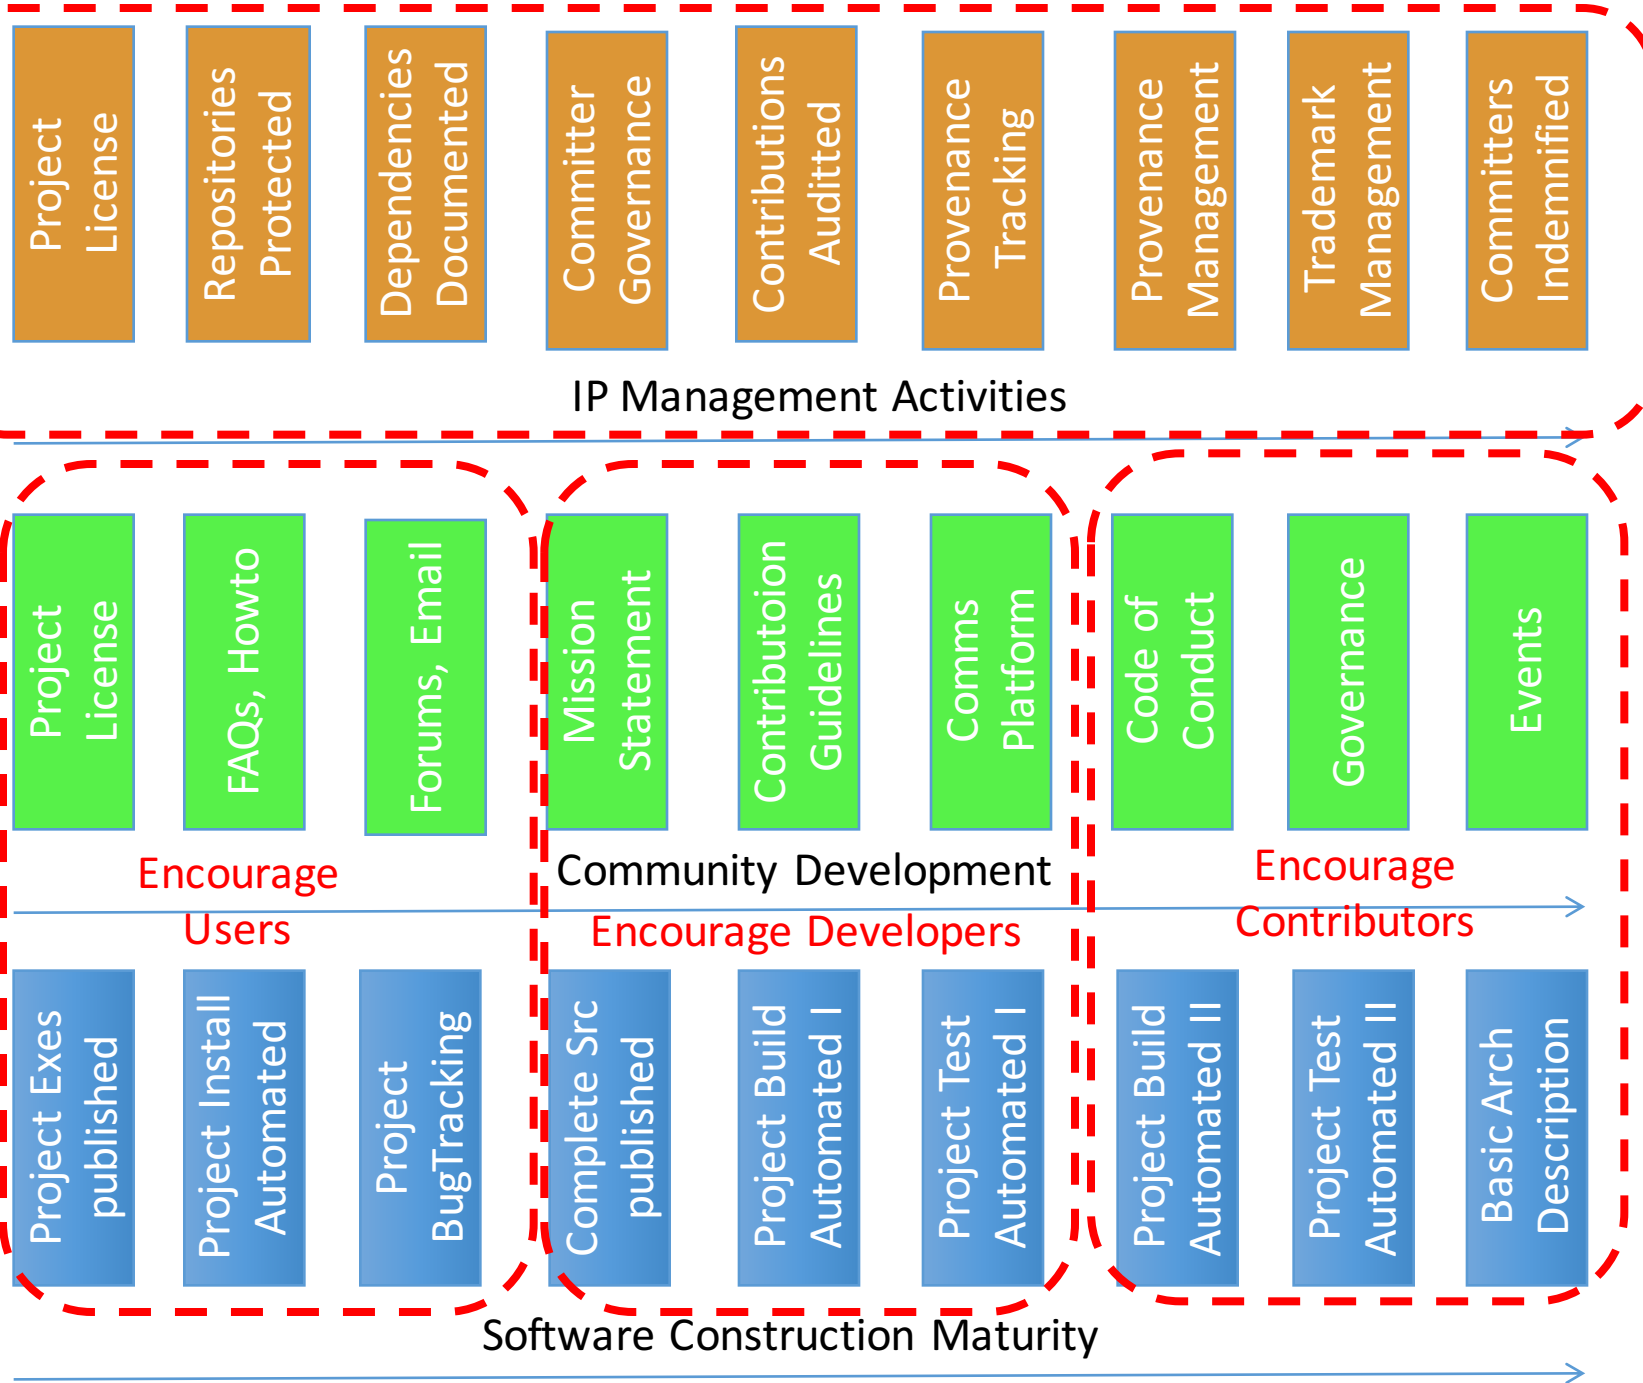 Project
License
Repositories
Protected
Dependencies
Documented
Committer
Governance
Contributions
Auditted
Provenance
Tracking
Provenance
Management
Trademark
Management
Committers
Indemnified
IP Management Activities
Project
License
FAQs, Howto
Forums, Email
Mission
Statement
Contributoion
Guidelines
Comms
Platform
Code of
Conduct
Governance
Events
Encourage
Users
Community Development
Encourage Developers
Encourage
Contributors
Project Exes
published
Project Install
Automated
Project
BugTracking
Complete Src
published
Project Build
Automated I
Project Test
Automated I
Project Build
Automated II
Project Test
Automated II
Basic Arch
Description
Software Construction Maturity